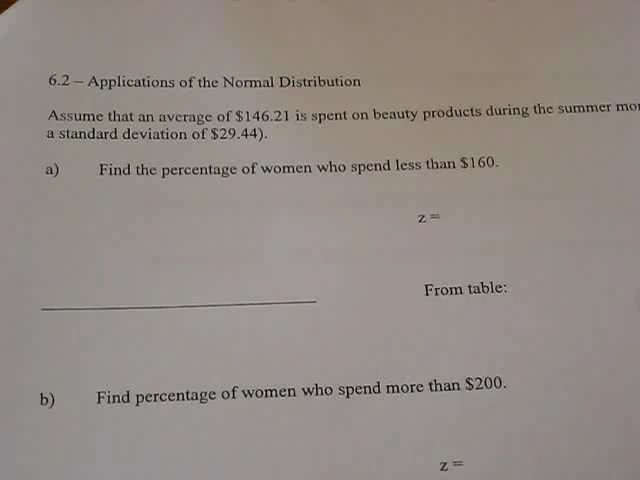 6.2 – Applications of the Normal Distribution
Assume that an average of $146.21 is spent on beauty products during the summer
a standard deviation of $29.44).
a) Find the percentage of women who spend less than $160.
z =
From table:
b) Find percentage of women who spend more than $200.
z =